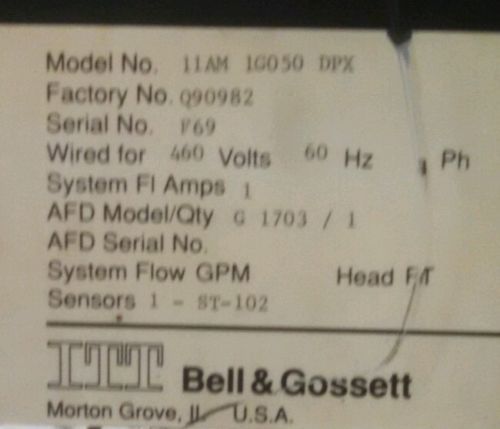 Model No. 11AM 1G050 DPX
Factory No. Q90982
Serial No. F69
Wired for 460 Volts 60 Hz Ph
System Fl Amps 1
AFD Model/Qty G 1703 / 1
AFD Serial No.
System Flow GPM Head FT
Sensors 1 - ST-102
ITT Bell & Gossett
Morton Grove, IL U.S.A.